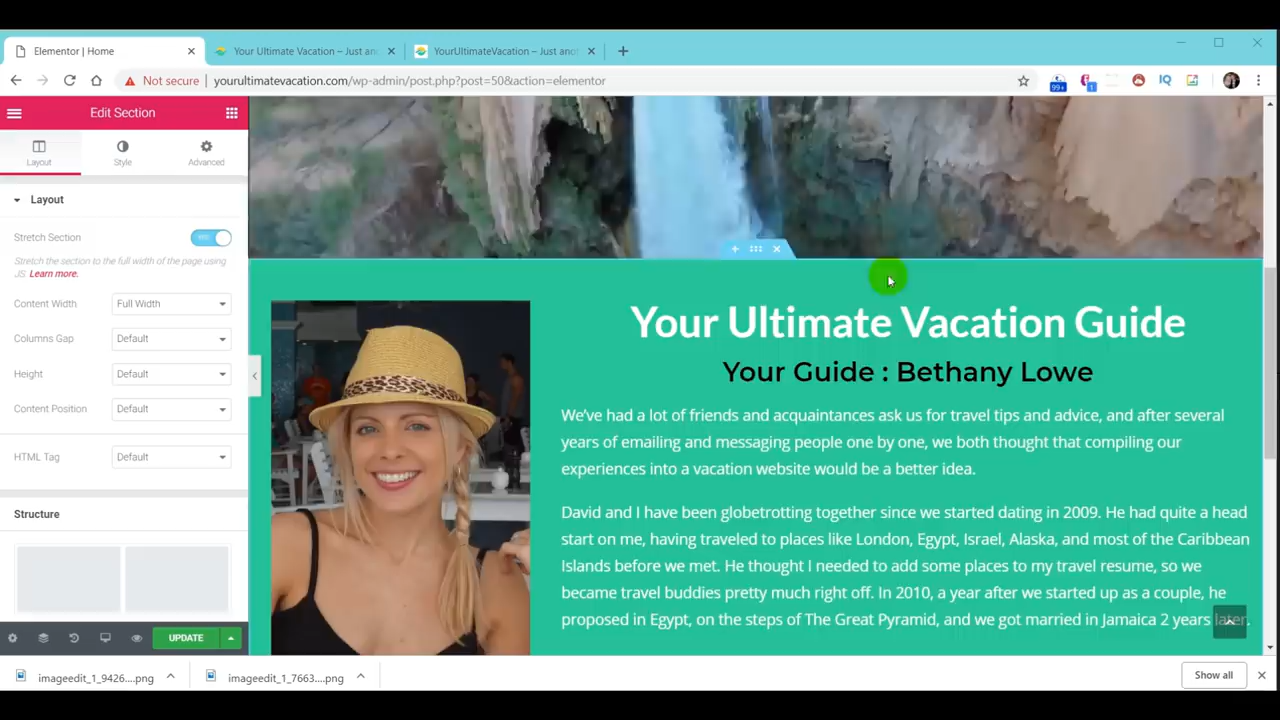 Elementor | Home
Your Ultimate Vacation – Just an
YourUltimateVacation – Just ano
Not secure
yourultimatevacation.com/wp-admin/post.php?post=50&action=elementor
99+
1
IQ
Edit Section
Layout
Style
Advanced
Layout
Stretch Section
YES
Stretch the section to the full width of the page using
JS. Learn more.
Content Width
Full Width
Columns Gap
Default
Height
Default
Content Position
Default
HTML Tag
Default
Structure
UPDATE
Your Ultimate Vacation Guide
Your Guide : Bethany Lowe
We've had a lot of friends and acquaintances ask us for travel tips and advice, and after several
years of emailing and messaging people one by one, we both thought that compiling our
experiences into a vacation website would be a better idea.
David and I have been globetrotting together since we started dating in 2009. He had quite a head
start on me, having traveled to places like London, Egypt, Israel, Alaska, and most of the Caribbean
Islands before we met. He thought I needed to add some places to my travel resume, so we
became travel buddies pretty much right off. In 2010, a year after we started up as a couple, he
proposed in Egypt, on the steps of The Great Pyramid, and we got married in Jamaica 2 years later.
imageedit_1_9426....png
imageedit_1_7663....png
Show all